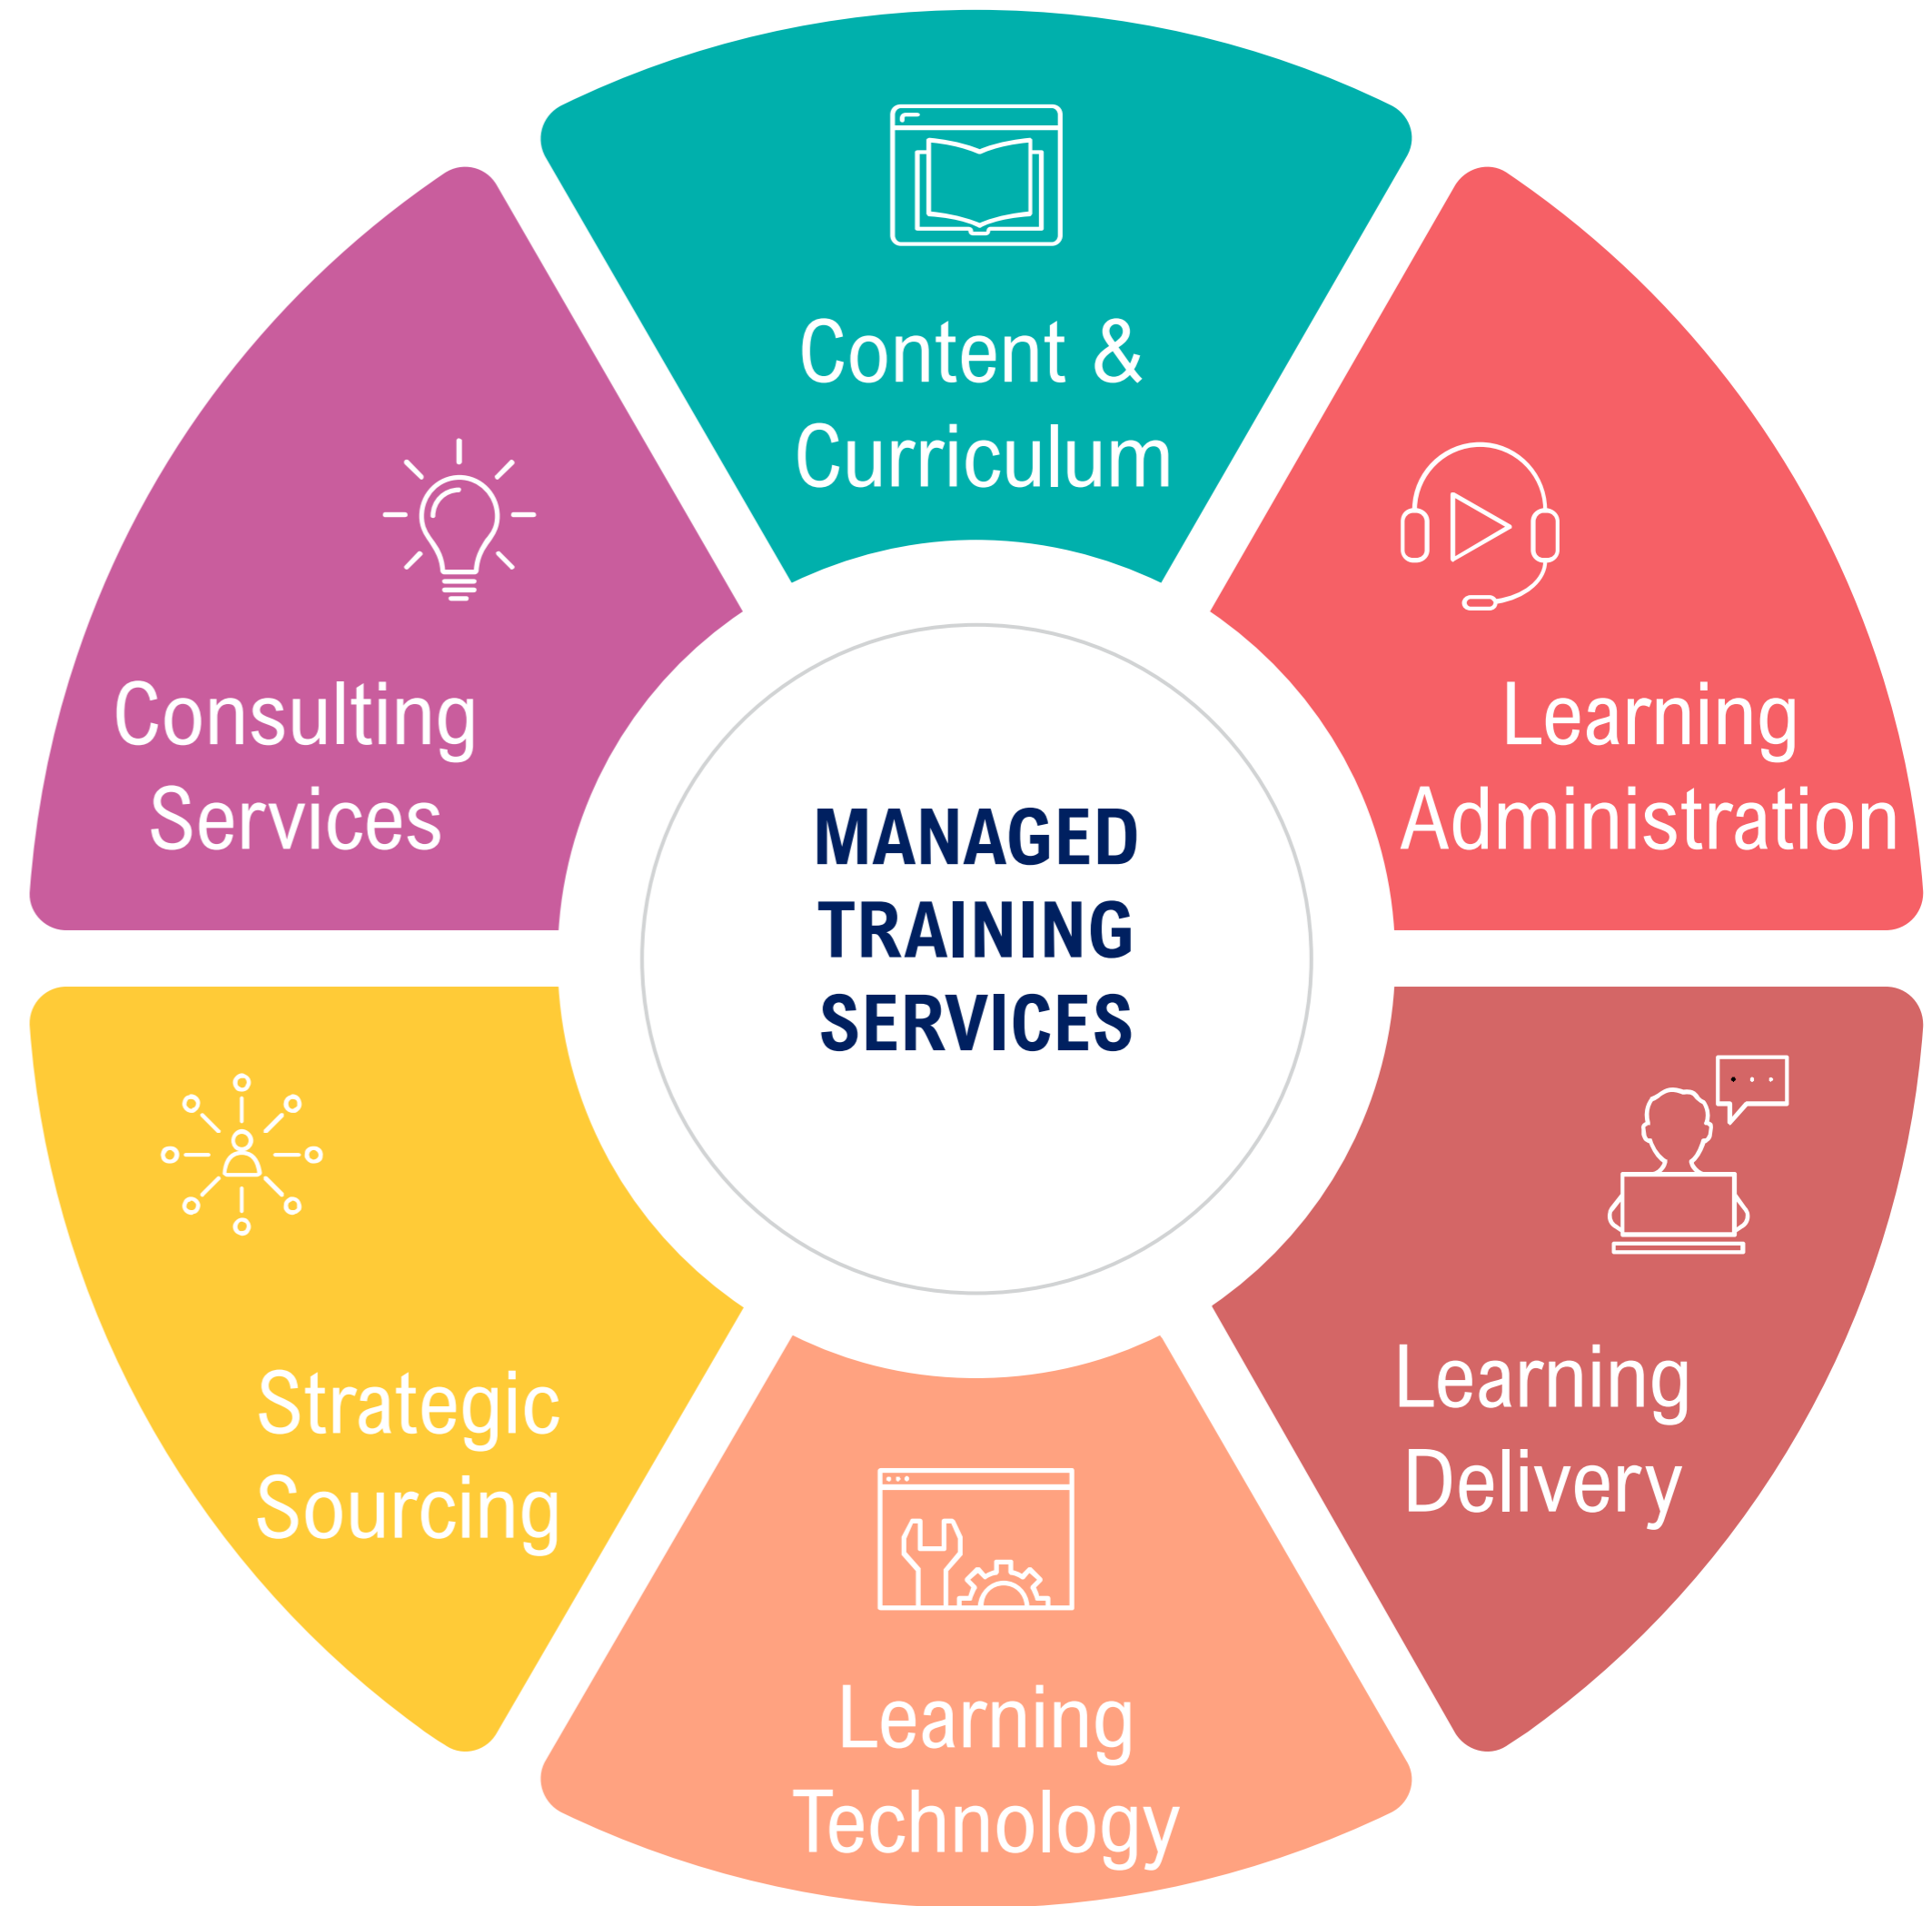 Content &
Curriculum
Learning
Administration
Learning
Delivery
Learning
Technology
Strategic
Sourcing
Consulting
Services
MANAGED
TRAINING
SERVICES